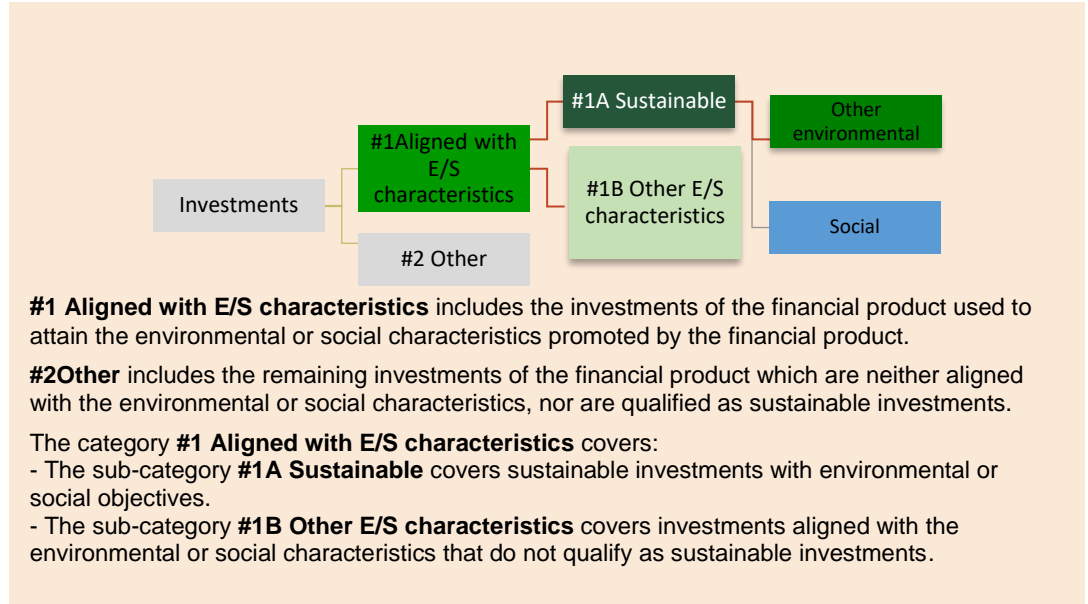 #1A Sustainable
Other
environmental
#1Aligned with
E/S
characteristics
#1B Other E/S
characteristics
Investments
Social
#2 Other
#1 Aligned with E/S characteristics includes the investments of the financial product used to
attain the environmental or social characteristics promoted by the financial product.
#2Other includes the remaining investments of the financial product which are neither aligned
with the environmental or social characteristics, nor are qualified as sustainable investments.
The category #1 Aligned with E/S characteristics covers:
- The sub-category #1A Sustainable covers sustainable investments with environmental or
social objectives.
- The sub-category #1B Other E/S characteristics covers investments aligned with the
environmental or social characteristics that do not qualify as sustainable investments.